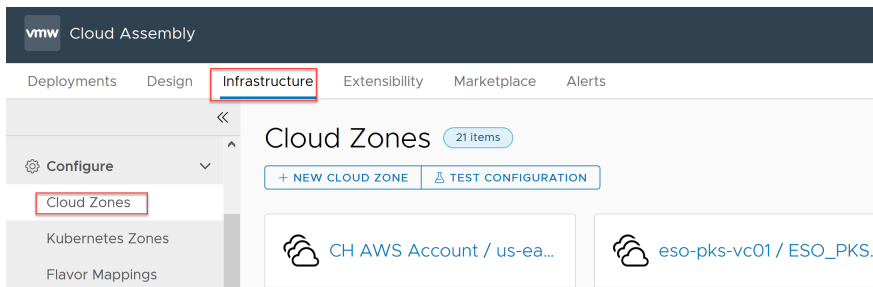 vmw Cloud Assembly
Deployments Design Infrastructure Extensibility Marketplace Alerts
Configure
Cloud Zones
Kubernetes Zones
Flavor Mappings
Cloud Zones 21 items
+ NEW CLOUD ZONE TEST CONFIGURATION
CH AWS Account / us-ea... eso-pks-vc01 / ESO_PKS.